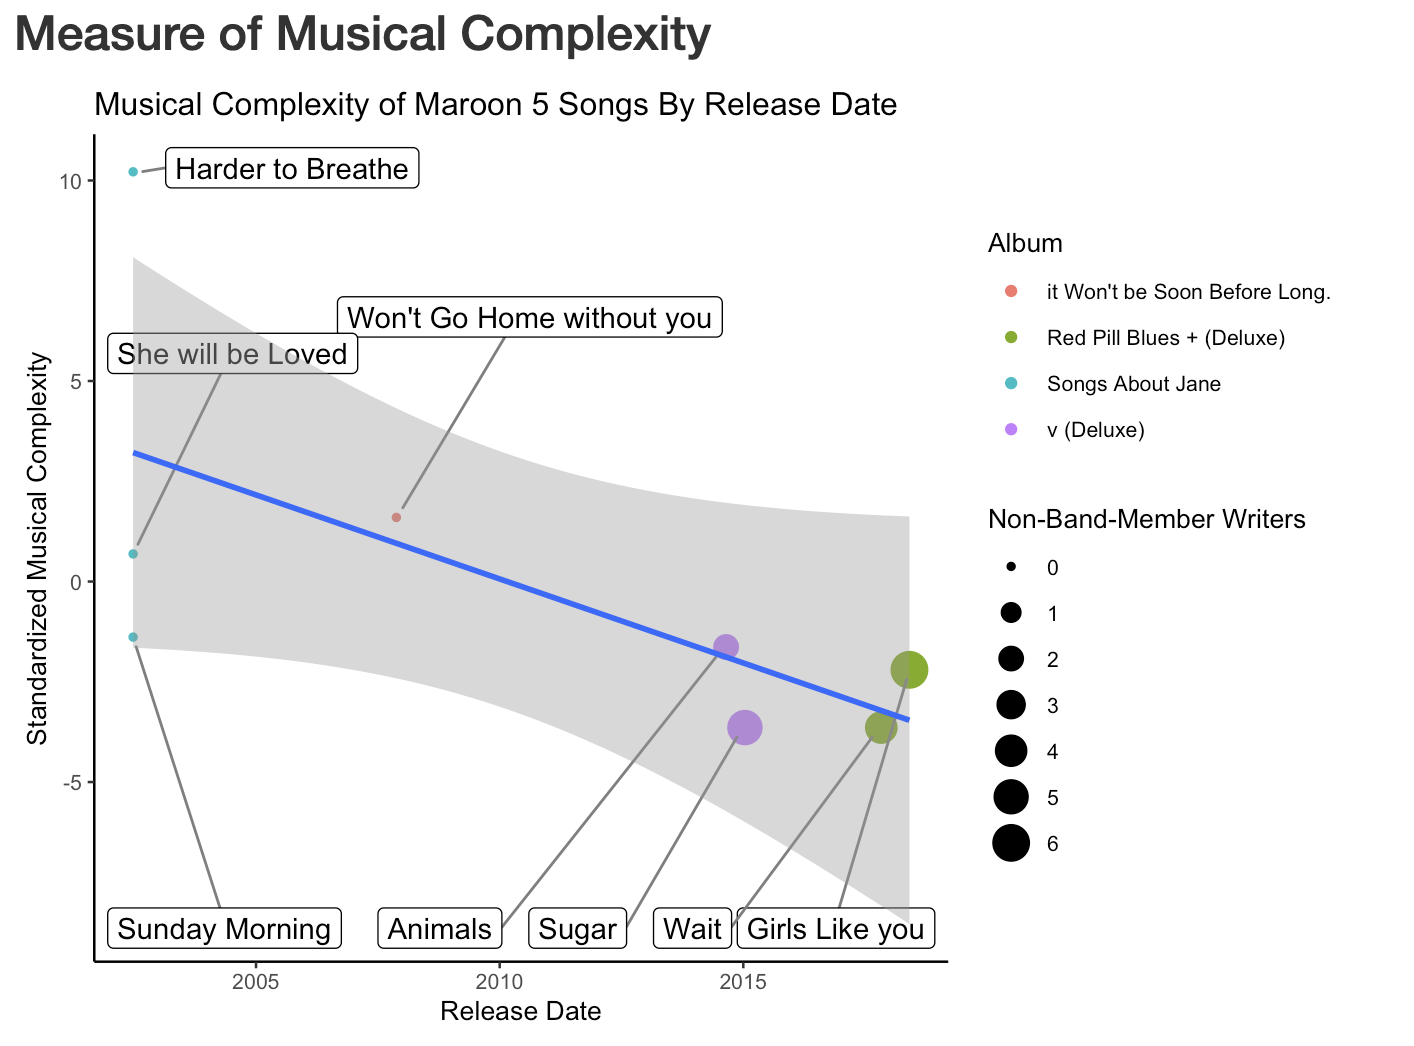 Measure of Musical Complexity
Musical Complexity of Maroon 5 Songs By Release Date
Standardized Musical Complexity
10
5
0
-5
Harder to Breathe
Won't Go Home without you
She will be Loved
Sunday Morning
Animals
Sugar
Wait
Girls Like you
2005
2010
2015
Release Date
Album
it Won't be Soon Before Long.
Red Pill Blues + (Deluxe)
Songs About Jane
v (Deluxe)
Non-Band-Member Writers
0
1
2
3
4
5
6